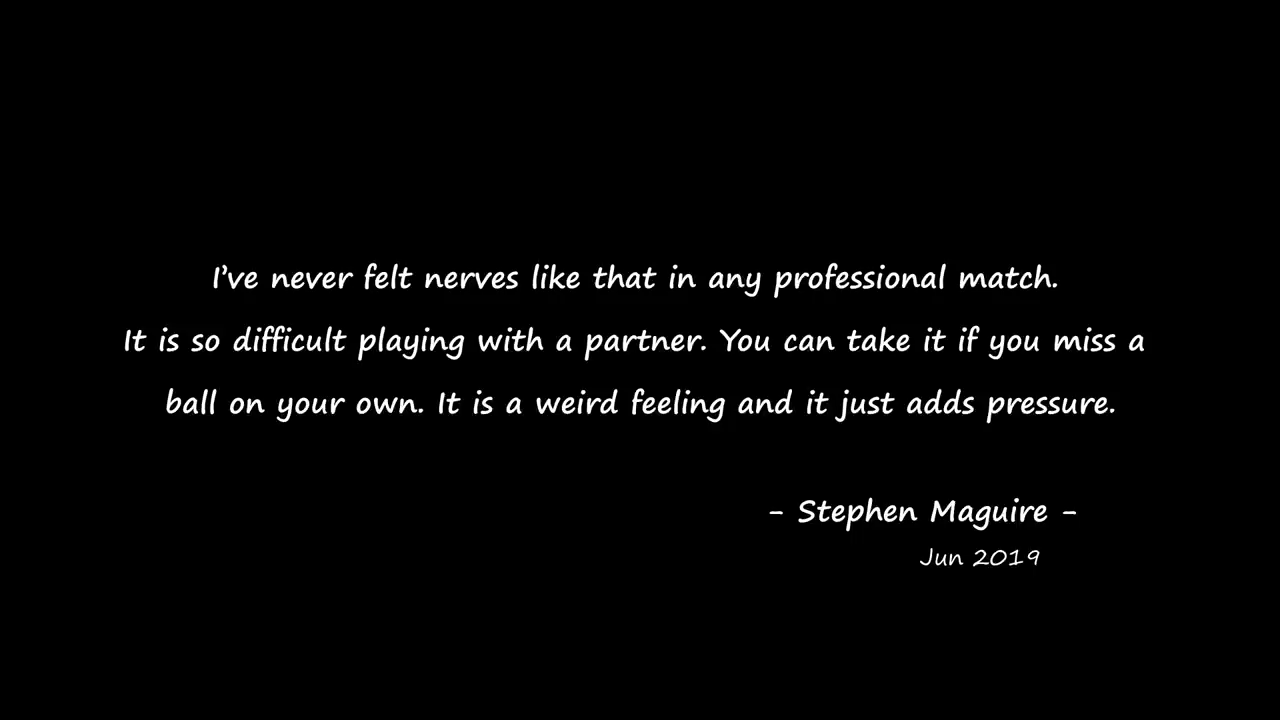 I’ve never felt nerves like that in any professional match.
It is so difficult playing with a partner. You can take it if you miss a
ball on your own. It is a weird feeling and it just adds pressure.
- Stephen Maguire -
Jun 2019